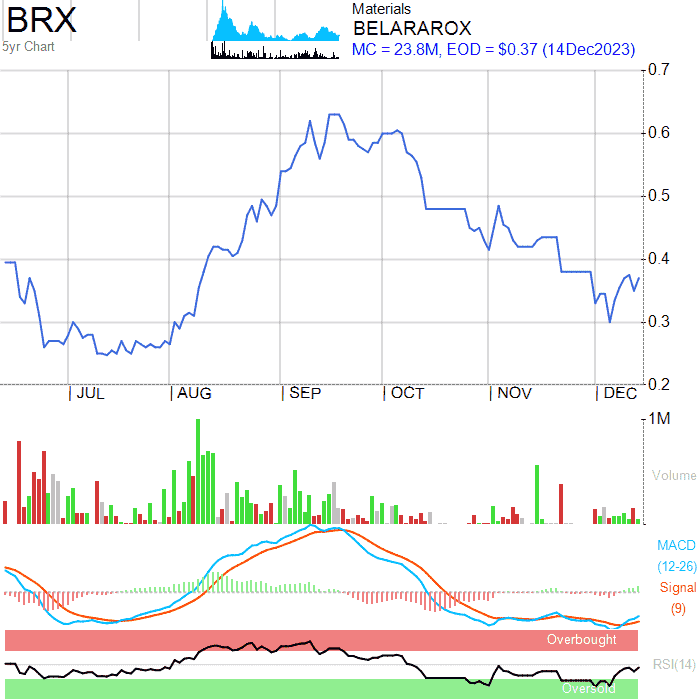 BRX
5yr Chart
Materials
BELARAROX
MC = 23.8M, EOD = $0.37 (14Dec2023)
0.7
0.6
0.5
0.4
0.3
0.2
JUL AUG SEP OCT NOV DEC
1M
Volume
MACD
(12-26)
Signal
(9)
Overbought
RSI(14)
Oversold